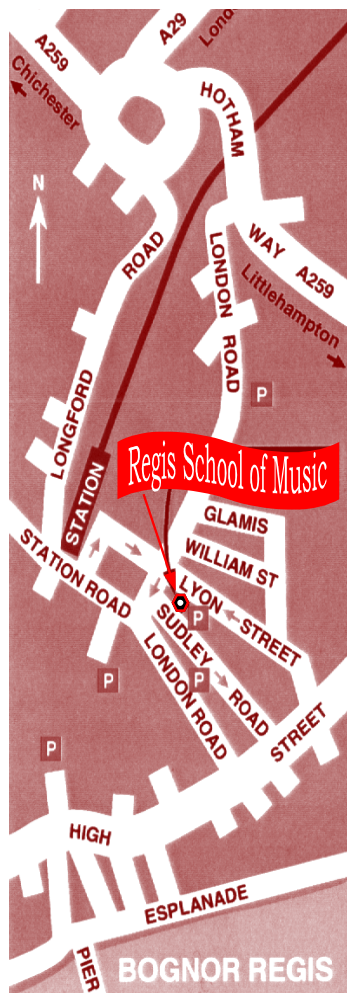 A259
A29
London
Chichester
HOTHAM
N
ROAD
WAY A259
LONDON ROAD
Littlehampton
LONGFORD
P
Regis School of Music
STATION
GLAMIS
STATION ROAD
WILLIAM ST
LYON STREET
P
SUDLEY ROAD
LONDON ROAD
P
P
STREET
P
HIGH
ESPLANADE
PIER
BOGNOR REGIS